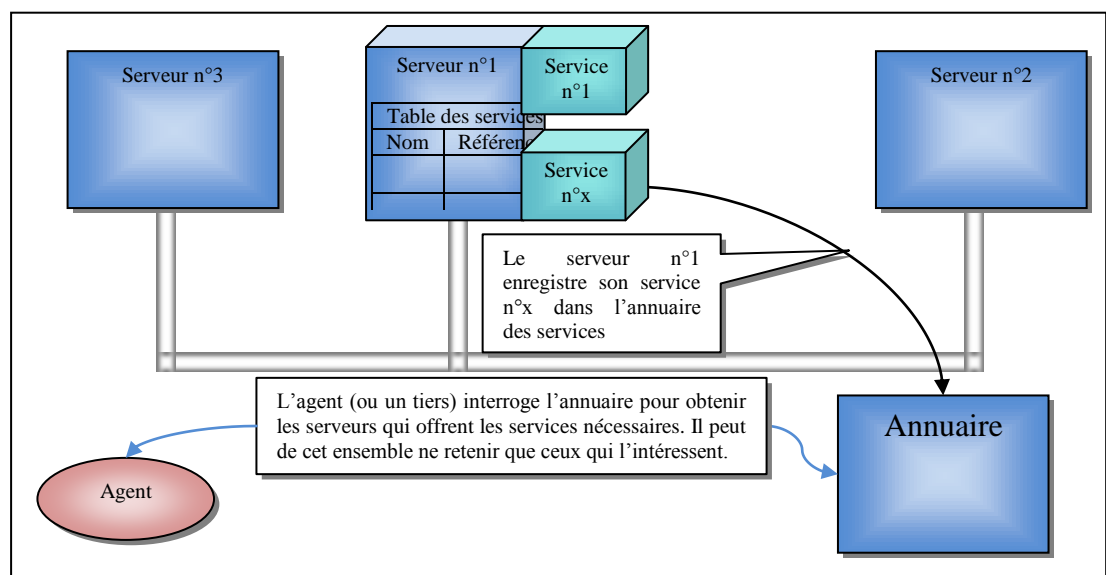 Serveur n°3
Serveur n°1
Service
n°1
Serveur n°2
Table des services
Nom
Référenc
Service
n°x
Le serveur n°1
enregistre son service
n°x dans l’annuaire
des services
L’agent (ou un tiers) interroge l’annuaire pour obtenir
les serveurs qui offrent les services nécessaires. Il peut
de cet ensemble ne retenir que ceux qui l’intéressent.
Annuaire
Agent